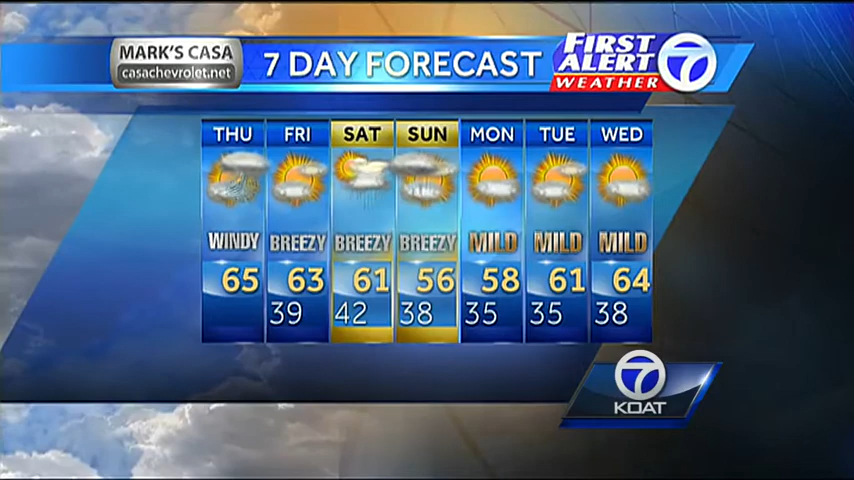 MARK'S CASA
casachevrolet.net
7 DAY FORECAST
FIRST
ALERT
WEATHER
7
THU FRI SAT SUN MON TUE WED
WINDY BREEZY BREEZY BREEZY MILD MILD MILD
65 63 61 56 58 61 64
39 42 38 35 35 38
7
KOAT